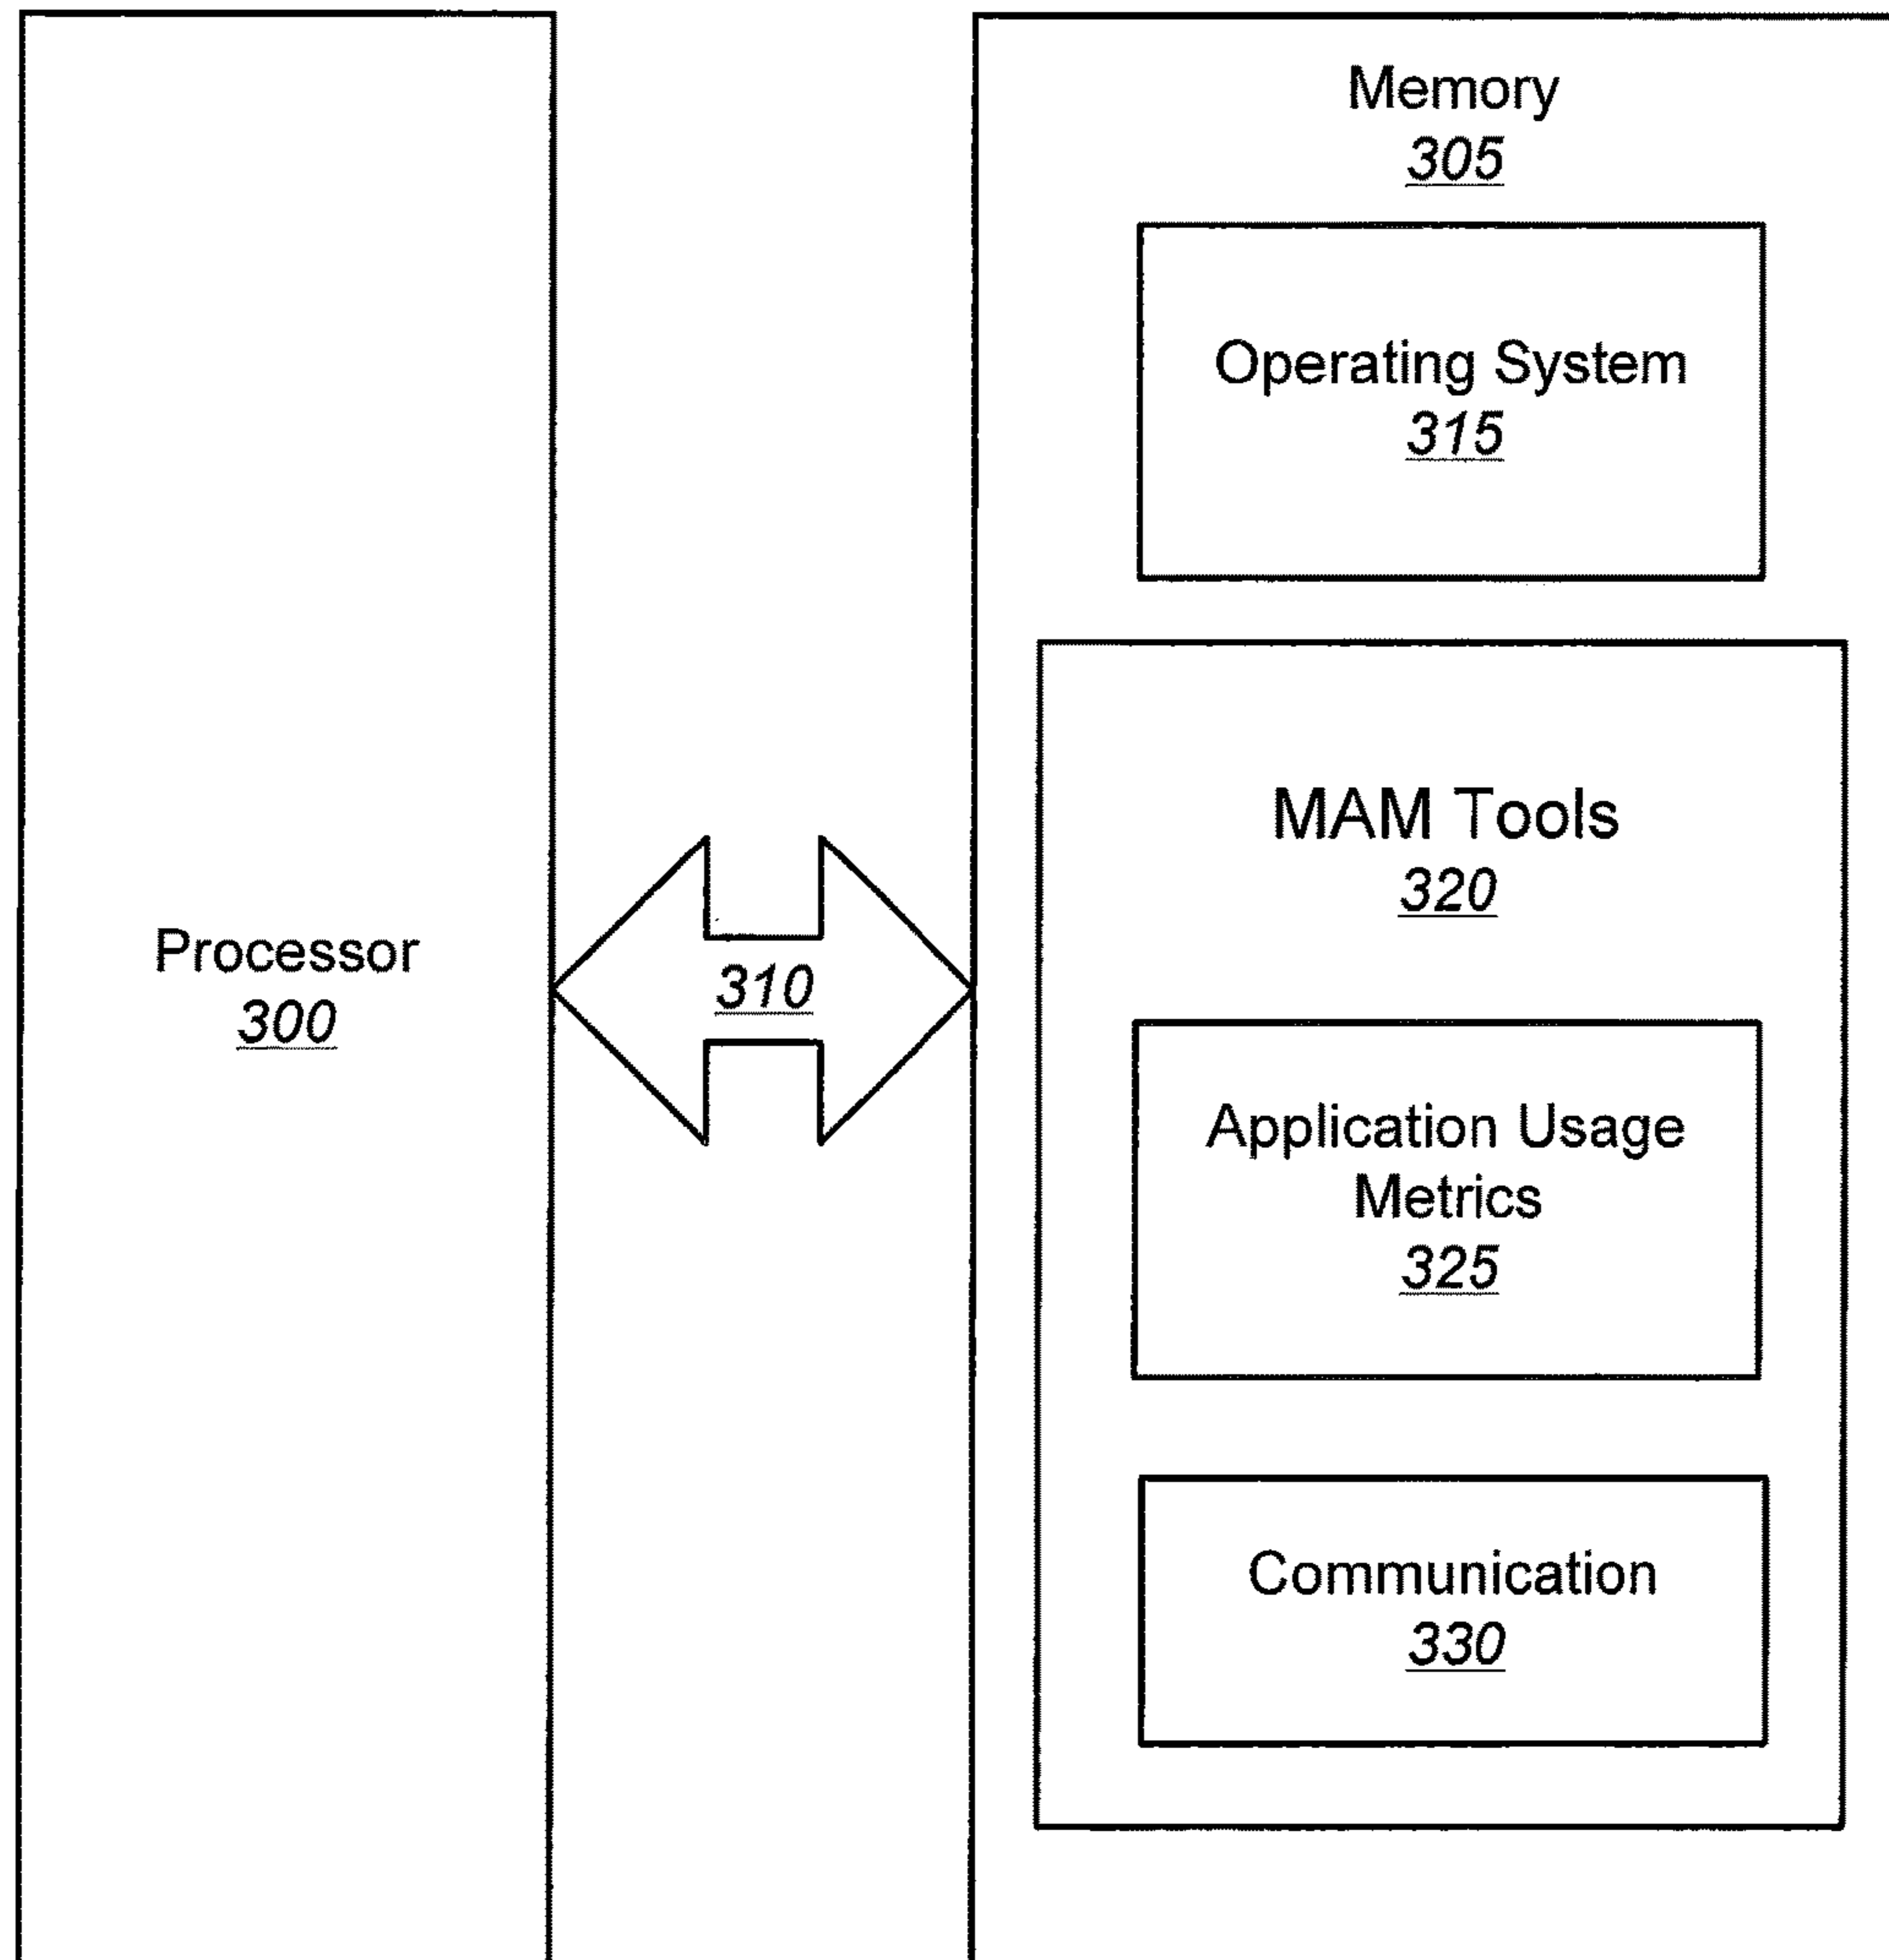 Memory
305
Operating System
315
MAM Tools
320
Processor
300
310
Application Usage
Metrics
325
Communication
330